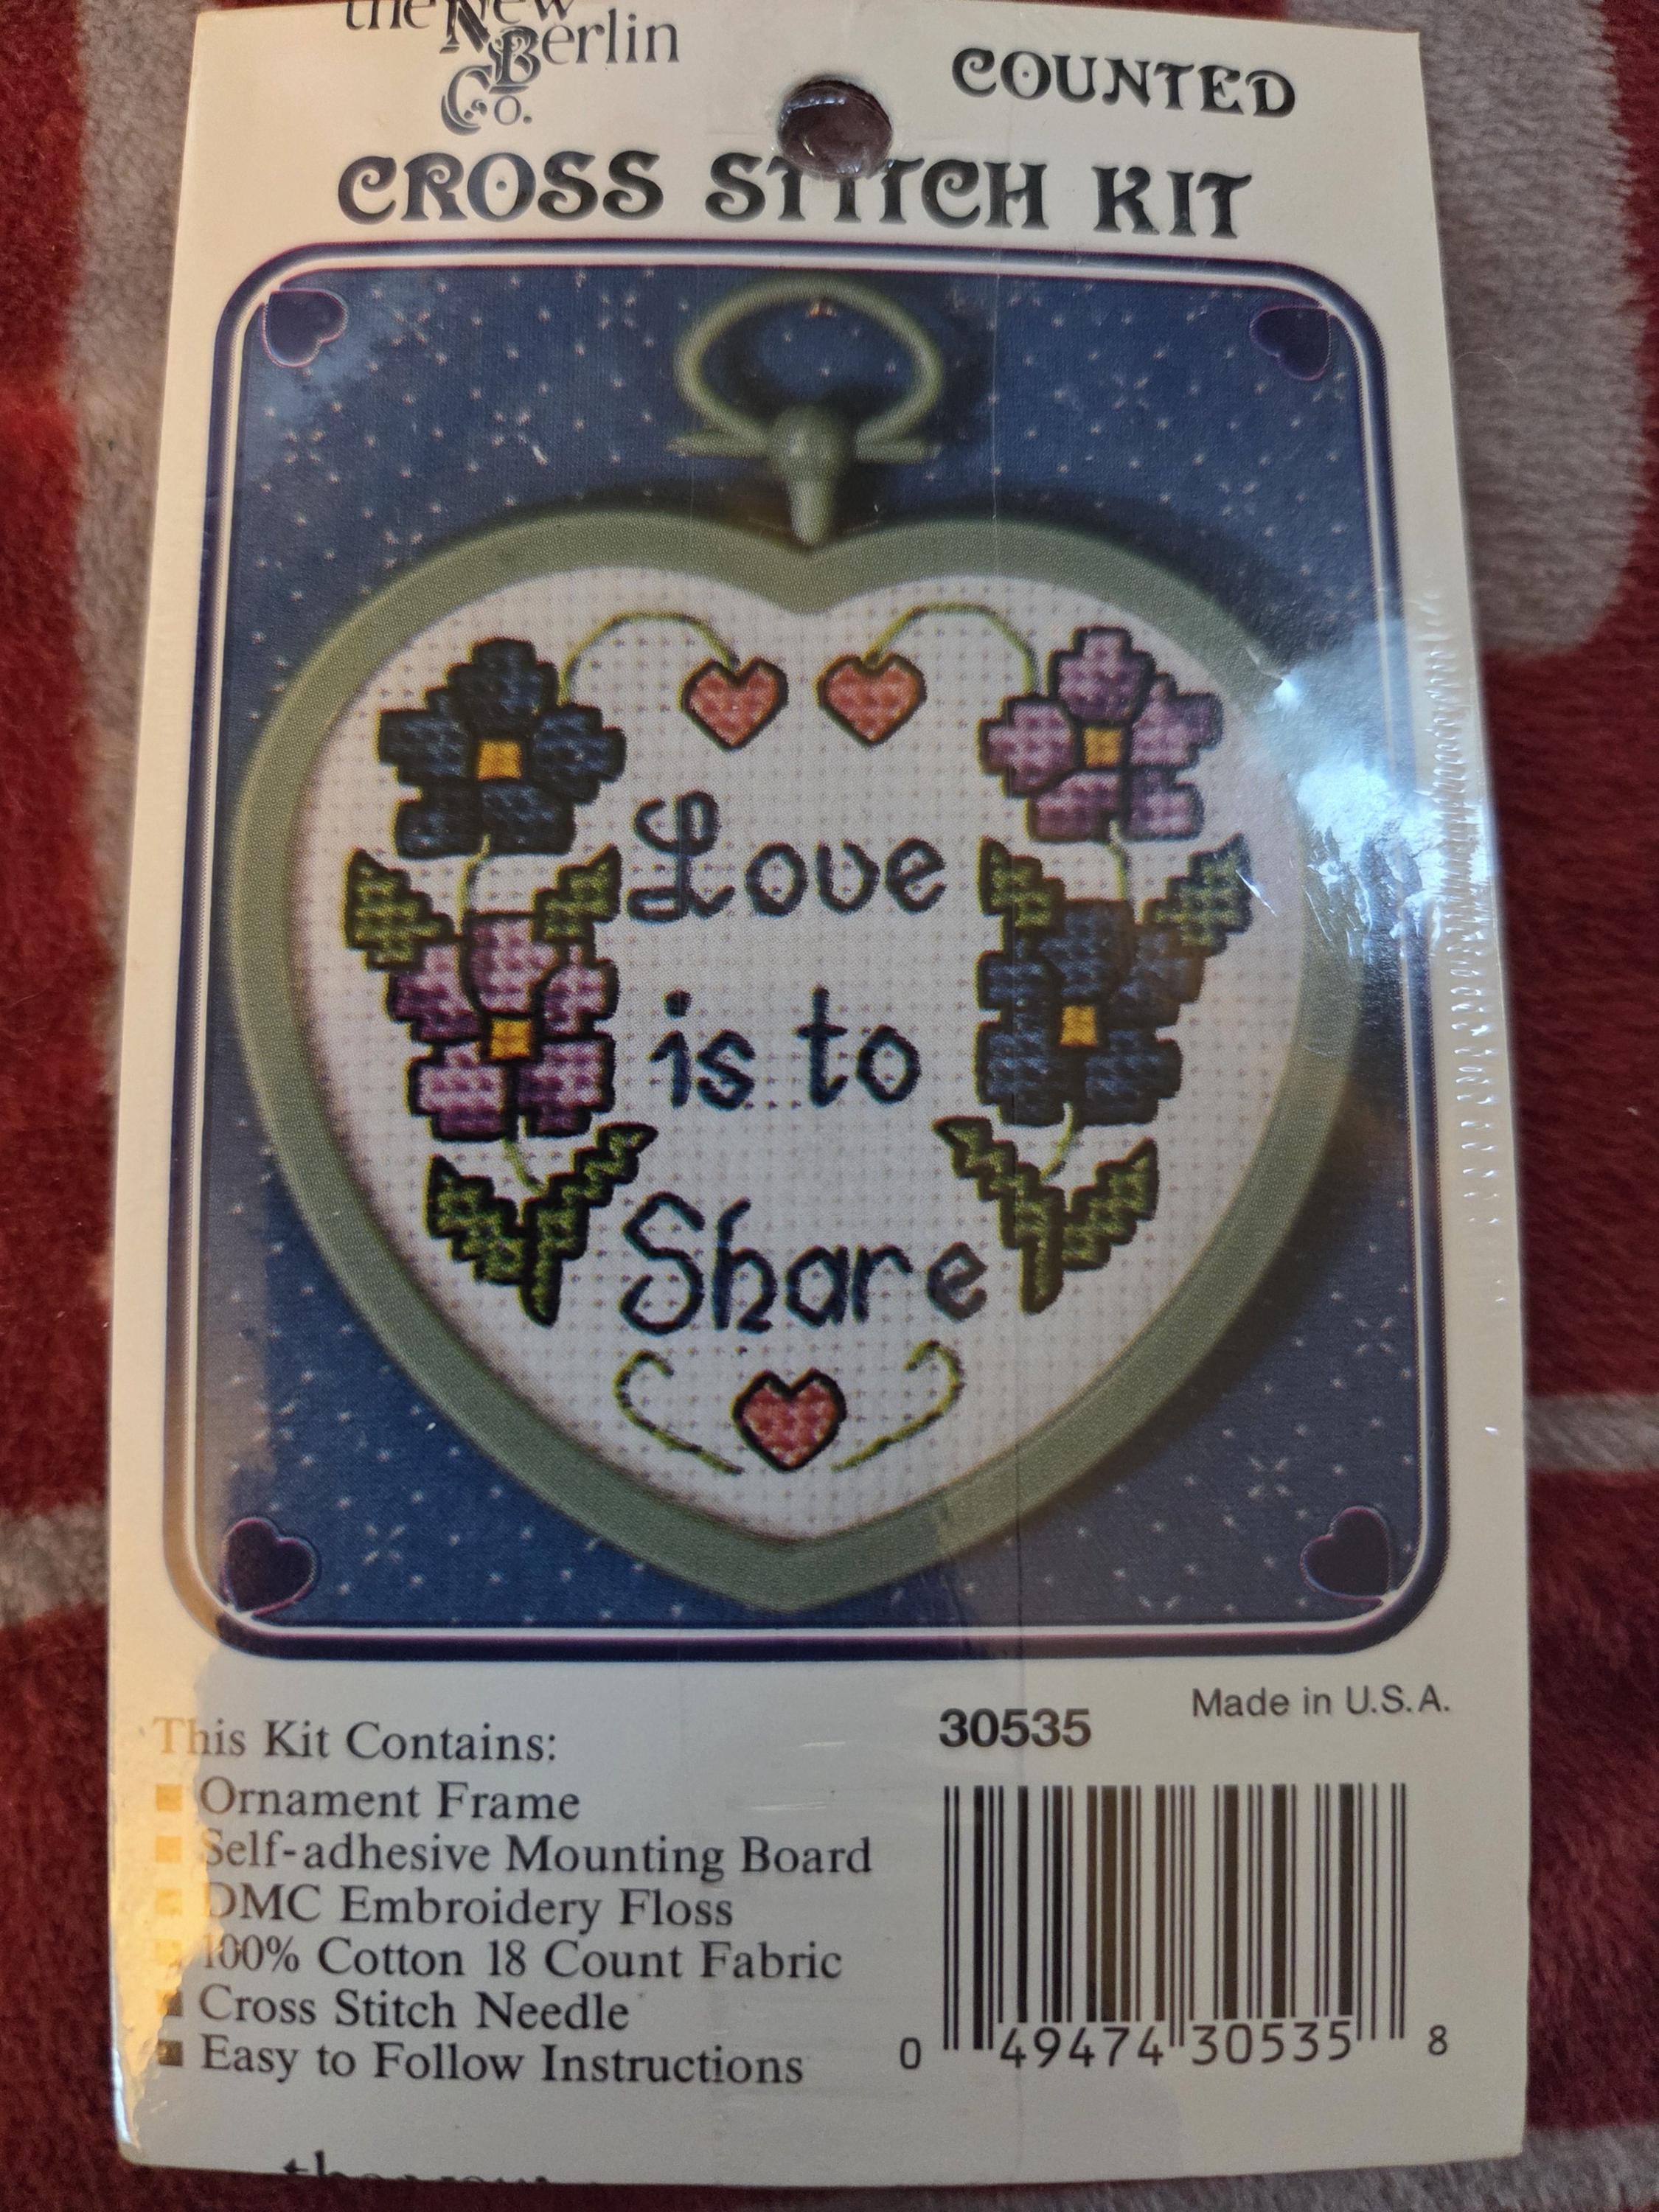 the New
Berlin
Co.
COUNTED
CROSS STITCH KIT
Love
is to
Share
This Kit Contains:
Ornament Frame
Self-adhesive Mounting Board
DMC Embroidery Floss
100% Cotton 18 Count Fabric
Cross Stitch Needle
Easy to Follow Instructions
30535
Made in U.S.A.
0 49474 30535 8